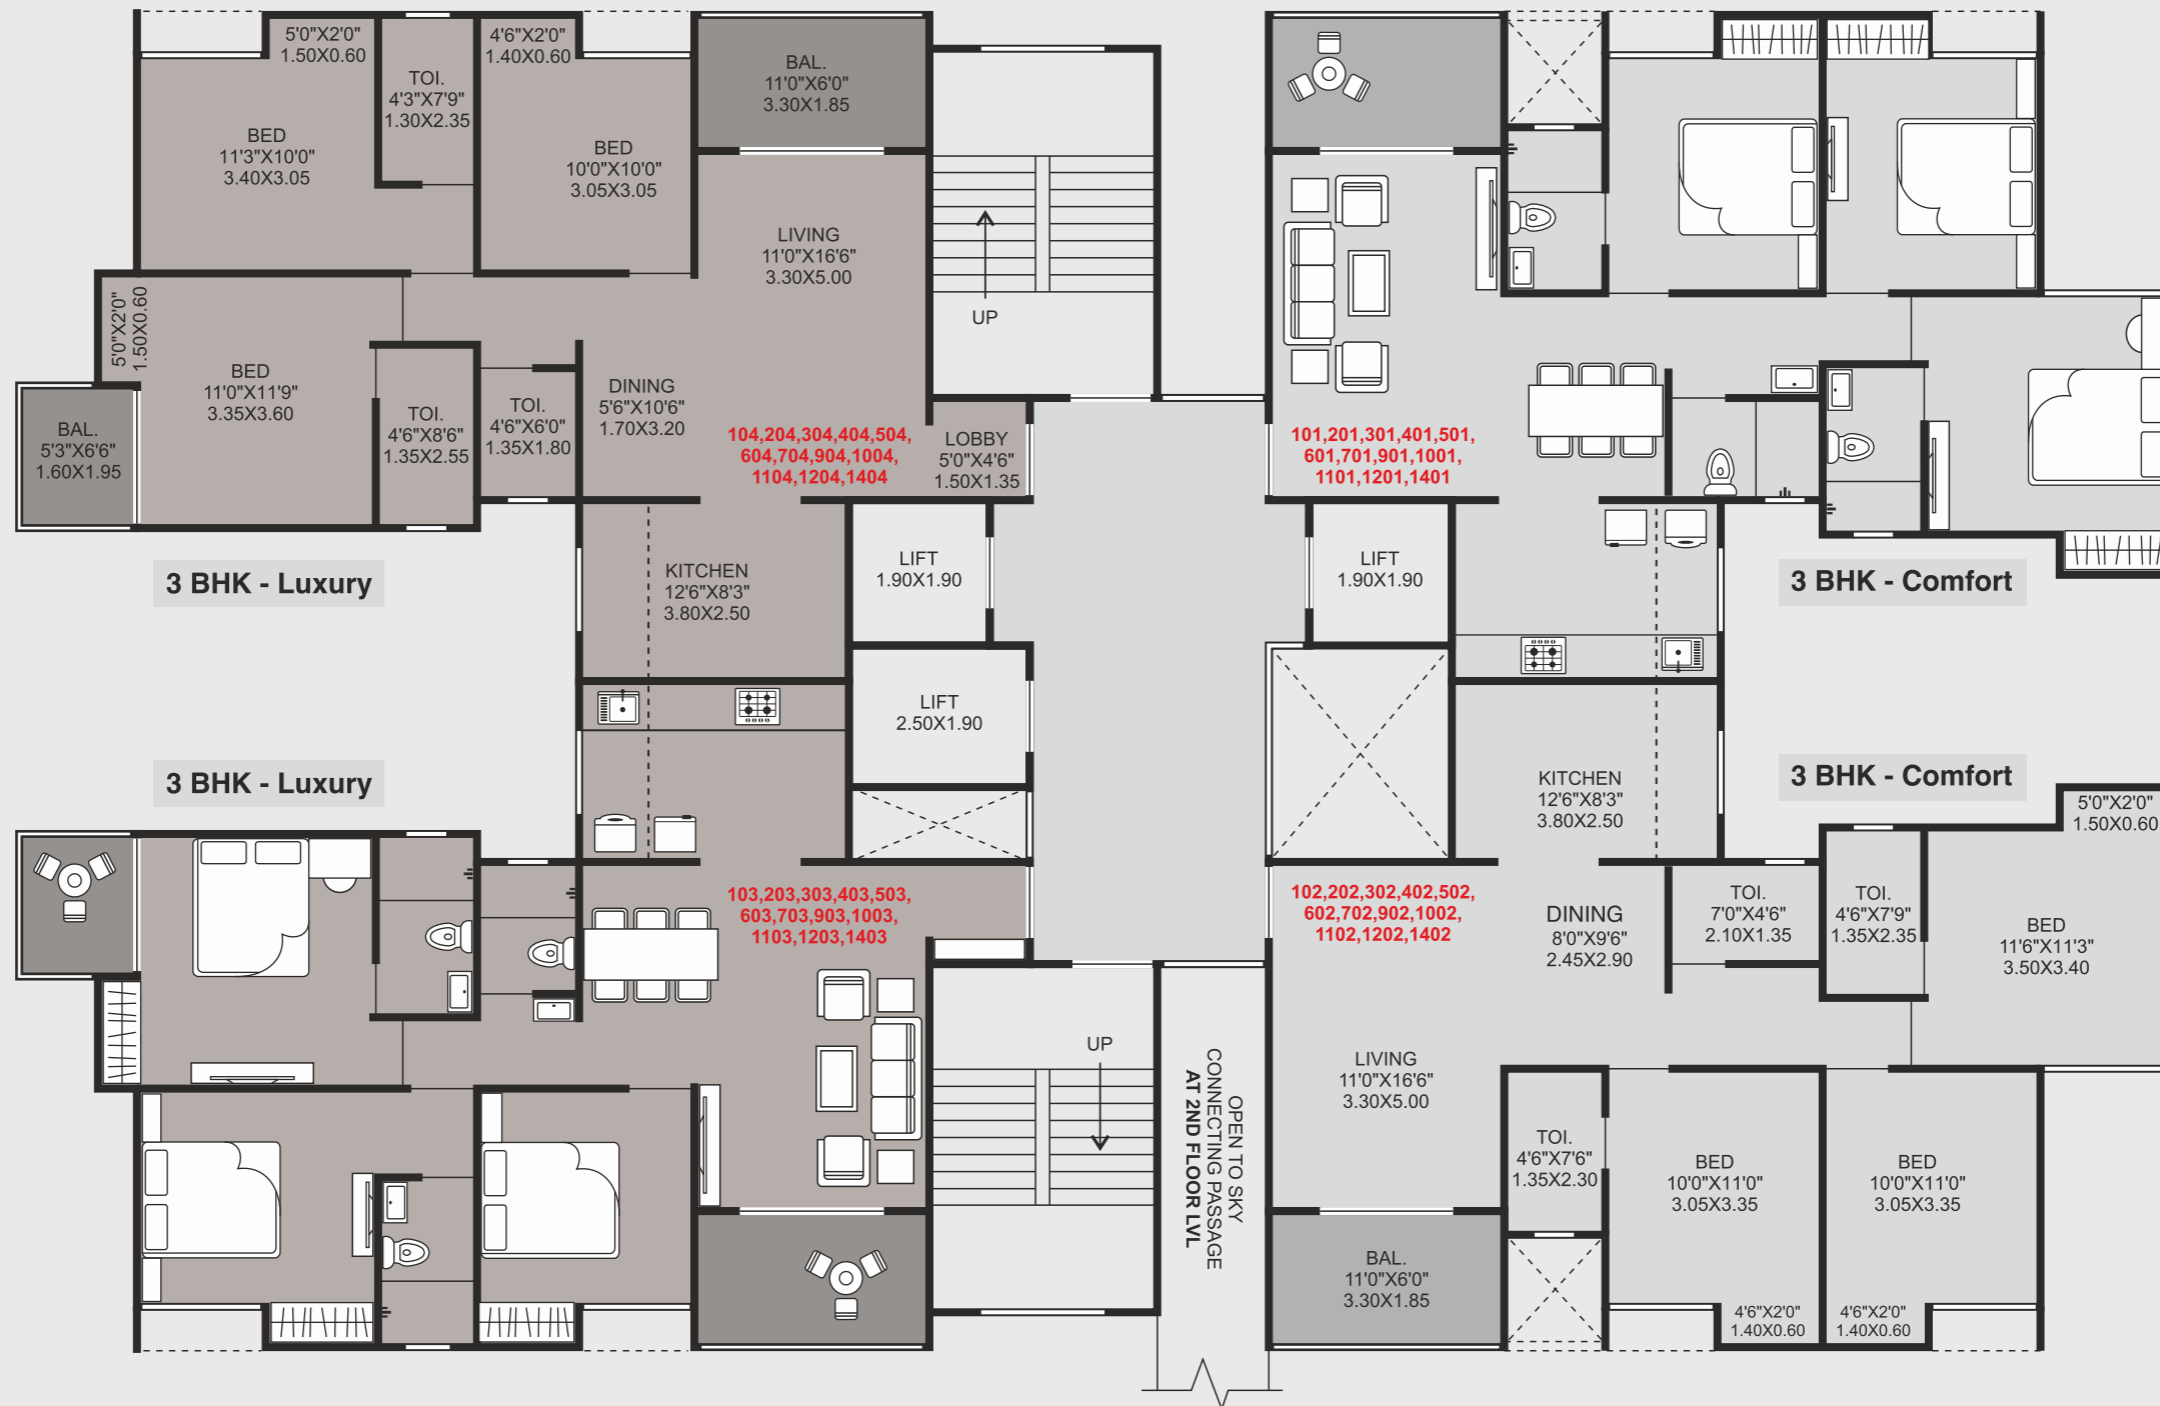 5'0"X2'0"
1.50X0.60
TOI.
4'3"X7'9"
1.30X2.35
4'6"X2'0"
1.40X0.60
BAL.
11'0"X6'0"
3.30X1.85
BED
11'3"X10'0"
3.40X3.05
BED
10'0"X10'0"
3.05X3.05
LIVING
11'0"X16'6"
3.30X5.00
UP
5'0"X2'0"
1.50X0.60
BED
11'0"X11'9"
3.35X3.60
BAL.
5'3"X6'6"
1.60X1.95
TOI.
4'6"X8'6"
1.35X2.55
TOI.
4'6"X6'0"
1.35X1.80
DINING
5'6"X10'6"
1.70X3.20
104,204,304,404,504,
604,704,904,1004,
1104,1204,1404
LOBBY
5'0"X4'6"
1.50X1.35
101,201,301,401,501,
601,701,901,1001,
1101,1201,1401
3 BHK - Luxury
KITCHEN
12'6"X8'3"
3.80X2.50
LIFT
1.90X1.90
LIFT
1.90X1.90
3 BHK - Comfort
LIFT
2.50X1.90
3 BHK - Luxury
KITCHEN
12'6"X8'3"
3.80X2.50
3 BHK - Comfort
5'0"X2'0"
1.50X0.60
103,203,303,403,503,
603,703,903,1003,
1103,1203,1403
102,202,302,402,502,
602,702,902,1002,
1102,1202,1402
DINING
8'0"X9'6"
2.45X2.90
TOI.
7'0"X4'6"
2.10X1.35
TOI.
4'6"X7'9"
1.35X2.35
BED
11'6"X11'3"
3.50X3.40
UP
OPEN TO SKY
CONNECTING PASSAGE
AT 2ND FLOOR LVL
LIVING
11'0"X16'6"
3.30X5.00
TOI.
4'6"X7'6"
1.35X2.30
BED
10'0"X11'0"
3.05X3.35
BED
10'0"X11'0"
3.05X3.35
BAL.
11'0"X6'0"
3.30X1.85
4'6"X2'0"
1.40X0.60
4'6"X2'0"
1.40X0.60